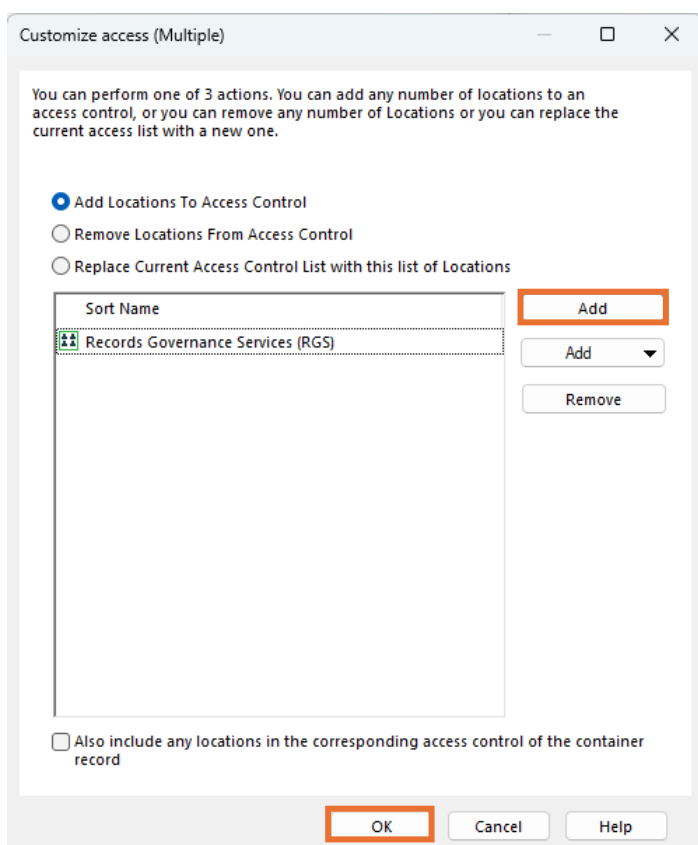 Customize access (Multiple)
You can perform one of 3 actions. You can add any number of locations to an
access control, or you can remove any number of Locations or you can replace the
current access list with a new one.
Add Locations To Access Control
Remove Locations From Access Control
Replace Current Access Control List with this list of Locations
Sort Name
Add
Records Governance Services (RGS)
Add
Remove
Also include any locations in the corresponding access control of the container
record
OK
Cancel
Help